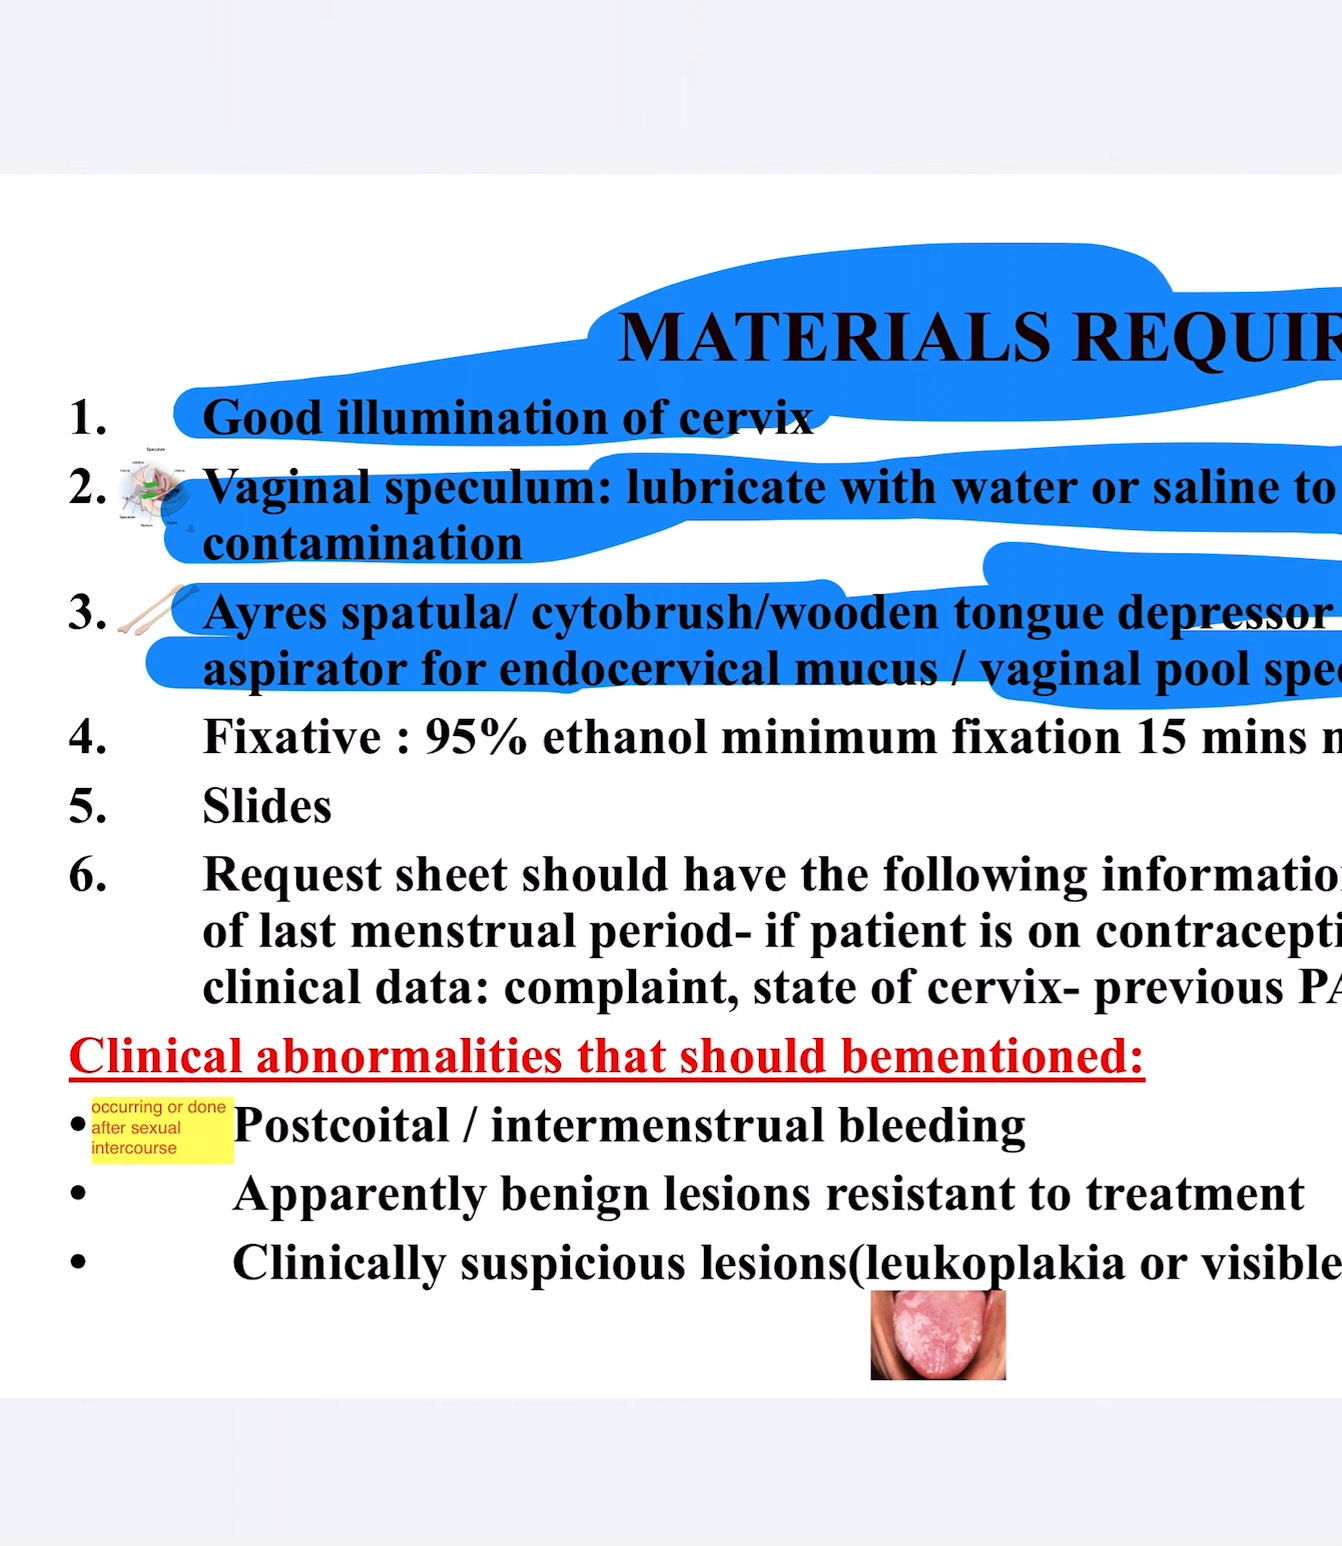 MATERIALS REQUIR
1. Good illumination of cervix
2. Vaginal speculum: lubricate with water or saline to
contamination
3. Ayres spatula/ cytobrush/wooden tongue depressor
aspirator for endocervical mucus / vaginal pool spec
4. Fixative : 95% ethanol minimum fixation 15 mins
5. Slides
6. Request sheet should have the following informatio
of last menstrual period- if patient is on contracepti
clinical data: complaint, state of cervix- previous PA
Clinical abnormalities that should bementioned:
occurring or done
after sexual
intercourse
• Postcoital / intermenstrual bleeding
• Apparently benign lesions resistant to treatment
• Clinically suspicious lesions(leukoplakia or visible